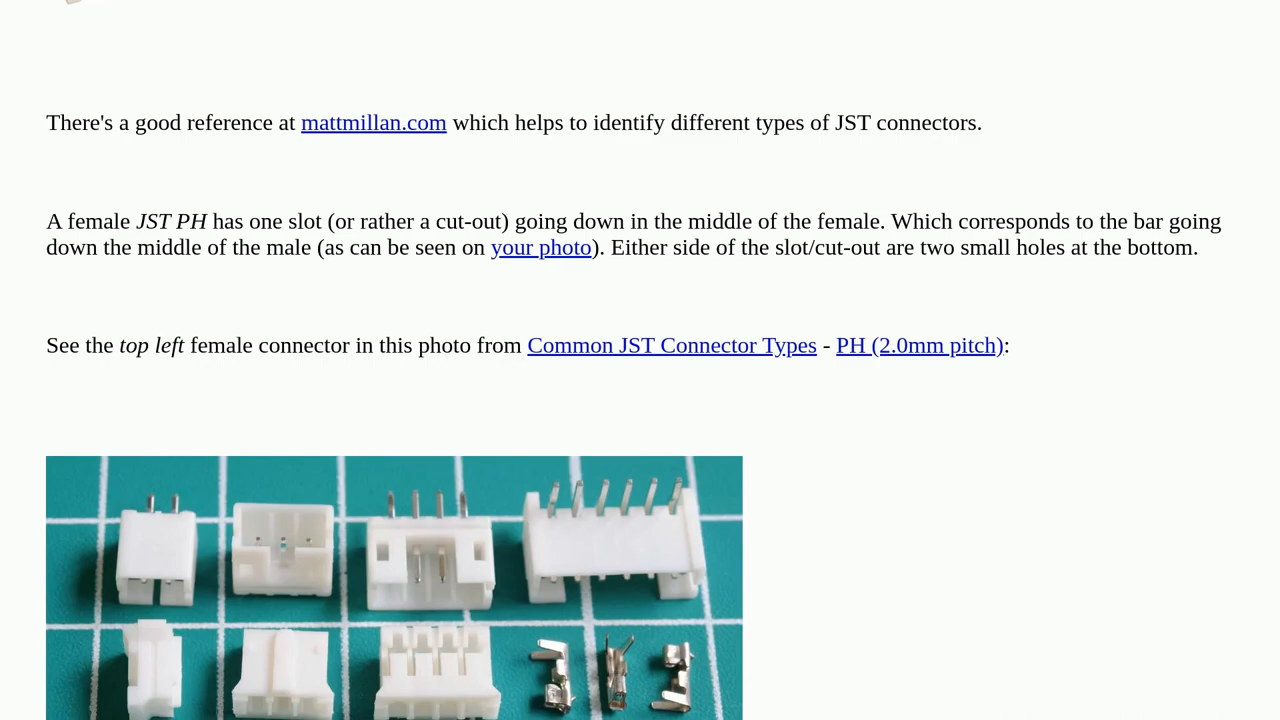 There's a good reference at mattmillan.com which helps to identify different types of JST connectors.
A female JST PH has one slot (or rather a cut-out) going down in the middle of the female. Which corresponds to the bar going
down the middle of the male (as can be seen on your photo). Either side of the slot/cut-out are two small holes at the bottom.
See the top left female connector in this photo from Common JST Connector Types - PH (2.0mm pitch):